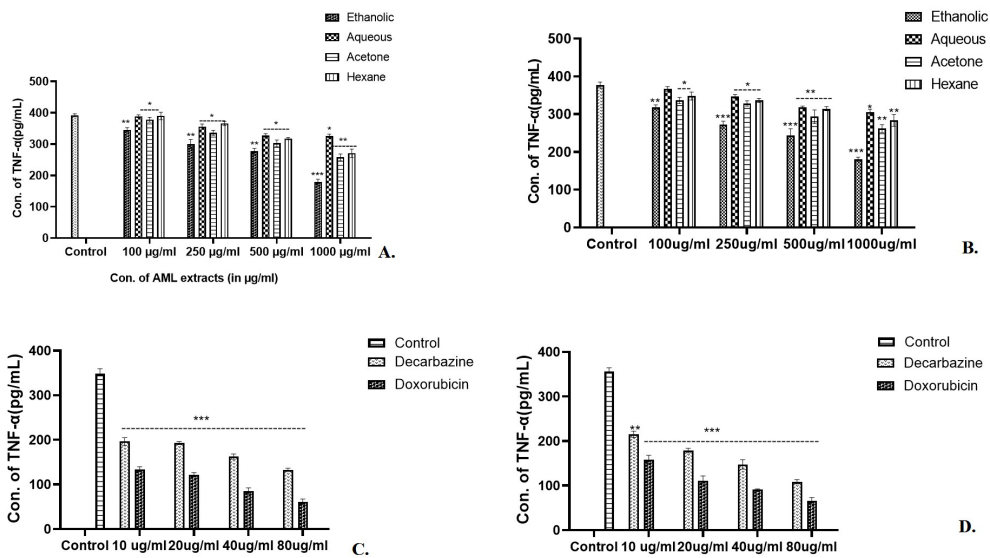 Ethanolic
Aqueous
Acetone
Hexane
Con. of TNF-α(pg/mL)
500
400
300
200
100
0
**
*
**
*
**
*
***
*
**
Control
100 µg/ml
250 µg/ml
500 µg/ml
1000 µg/ml
A.
Con. of AML extracts (in µg/ml)
Ethanolic
Aqueous
Acetone
Hexane
Con. of TNF-α(pg/mL)
500
400
300
200
100
0
**
*
***
*
***
**
***
*
**
**
Control
100ug/ml
250ug/ml
500ug/ml
1000ug/ml
B.
Control
Decarbazine
Doxorubicin
Con. of TNF-α(pg/mL)
400
300
200
100
0
***
Control
10 ug/ml
20ug/ml
40ug/ml
80ug/ml
C.
Control
Decarbazine
Doxorubicin
Con. of TNF-α(pg/mL)
400
300
200
100
0
**
***
Control
10 ug/ml
20ug/ml
40ug/ml
80ug/ml
D.